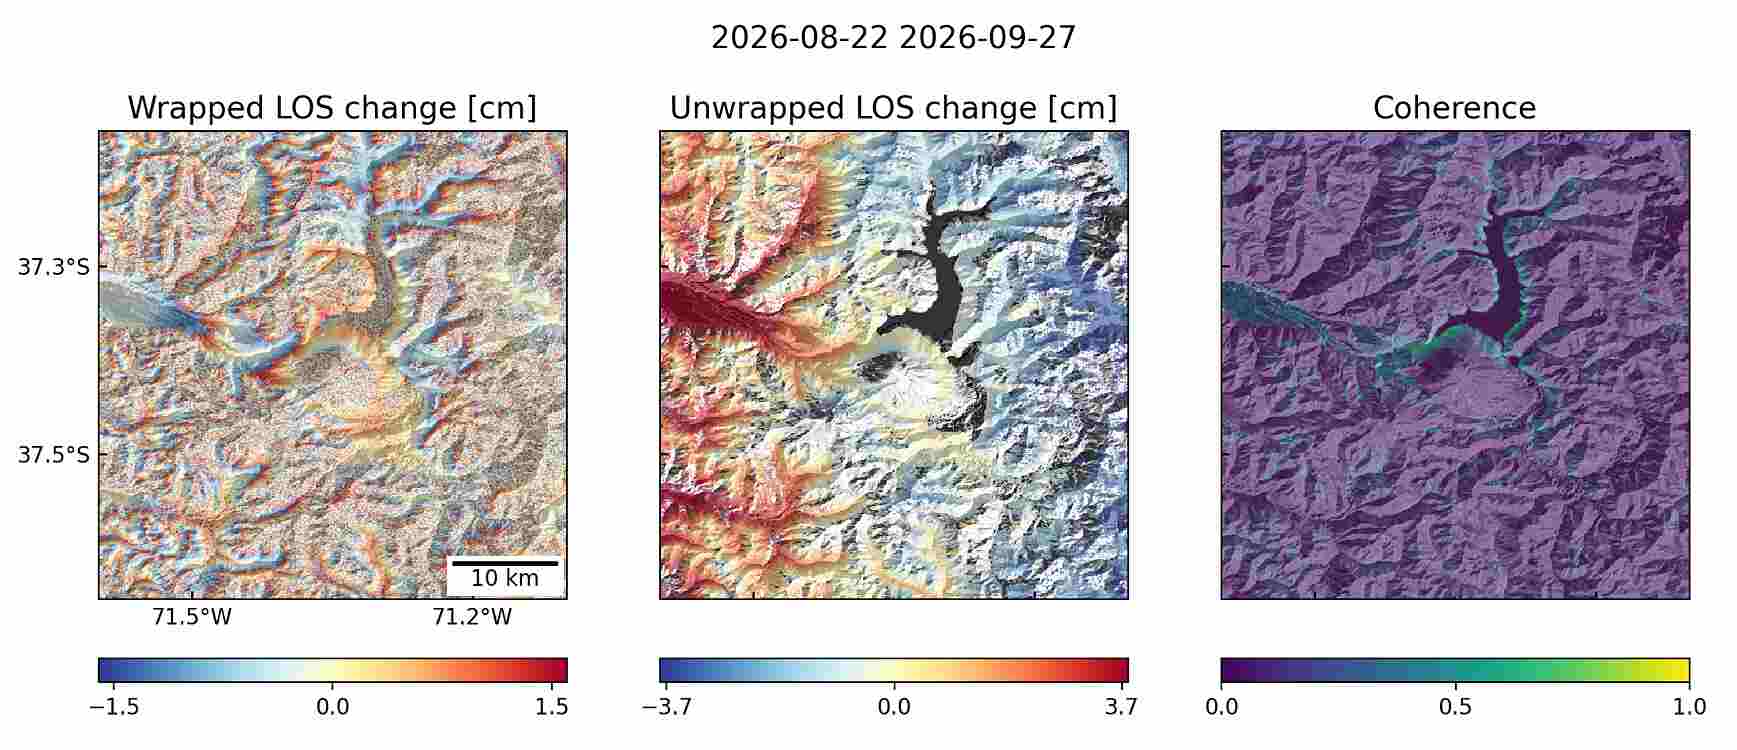 2026-08-22 2026-09-27
Wrapped LOS change [cm]
Unwrapped LOS change [cm]
Coherence
37.3°S
37.5°S
10 km
71.5°W
71.2°W
−1.5
0.0
1.5
−3.7
0.0
3.7
0.0
0.5
1.0